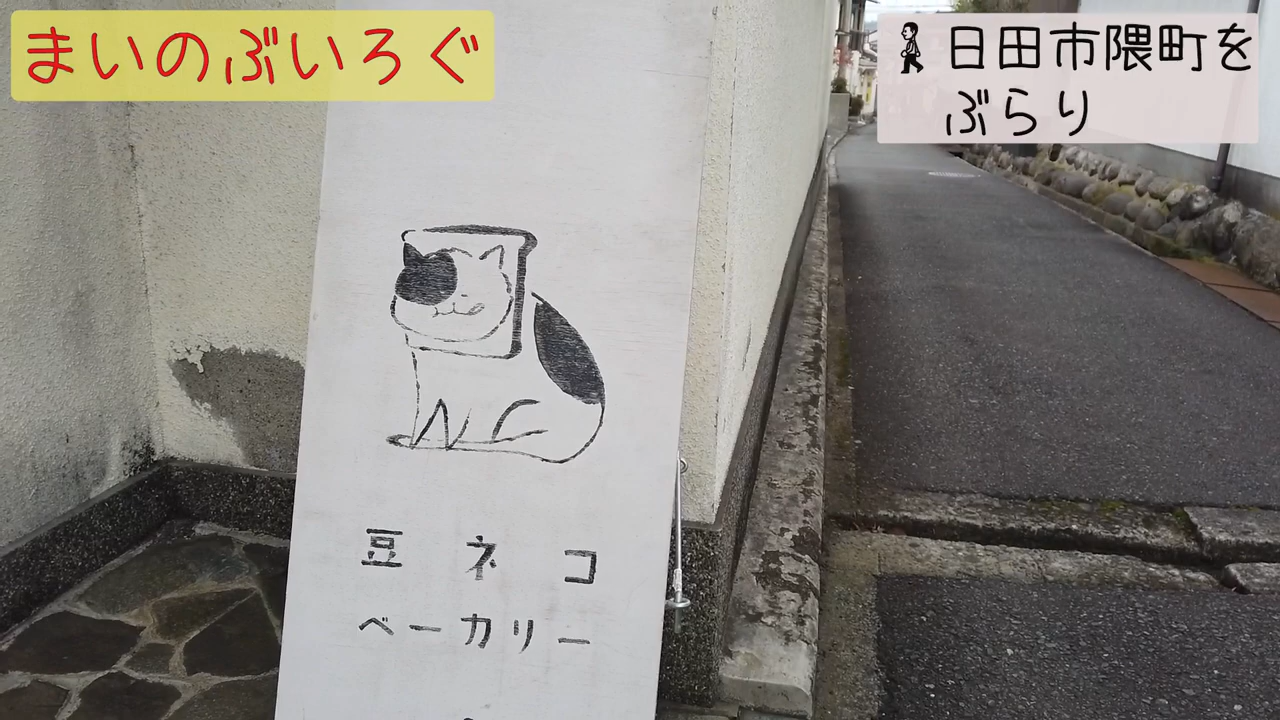 まいのぶいろぐ
日田市隈町を
ぶらり
豆ネコ
ベーカリー